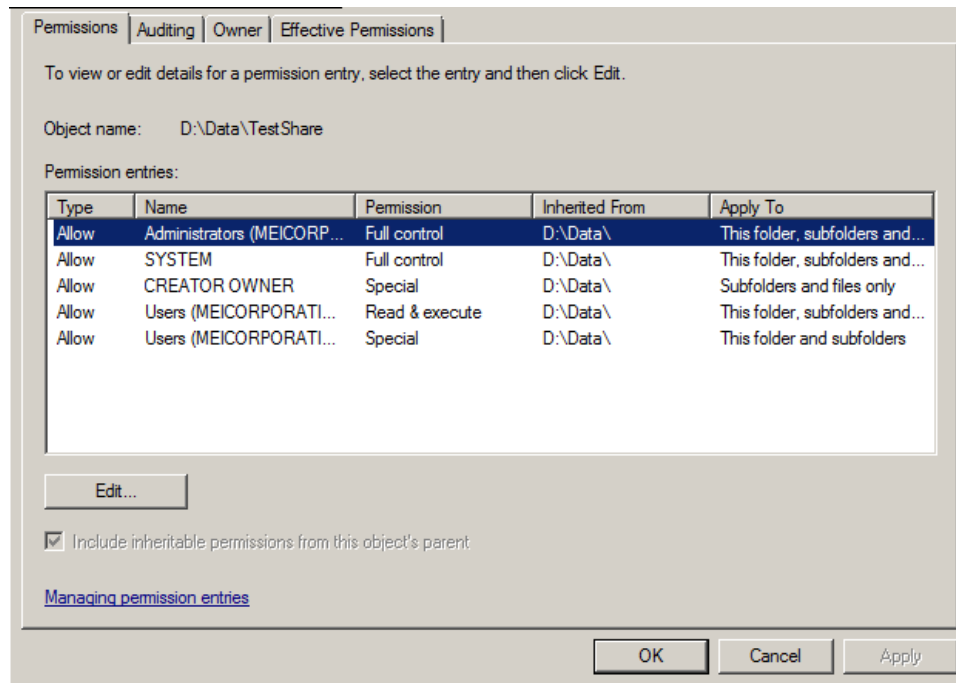 Permissions Auditing Owner Effective Permissions
To view or edit details for a permission entry, select the entry and then click Edit.
Object name: D:\Data\TestShare
Permission entries:
Type Name Permission Inherited From Apply To
Allow Administrators (MEICORP... Full control D:\Data\ This folder, subfolders and...
Allow SYSTEM Full control D:\Data\ This folder, subfolders and...
Allow CREATOR OWNER Special D:\Data\ Subfolders and files only
Allow Users (MEICORPORATI... Read & execute D:\Data\ This folder, subfolders and...
Allow Users (MEICORPORATI... Special D:\Data\ This folder and subfolders
Edit...
Include inheritable permissions from this object's parent
Managing permission entries
OK Cancel Apply